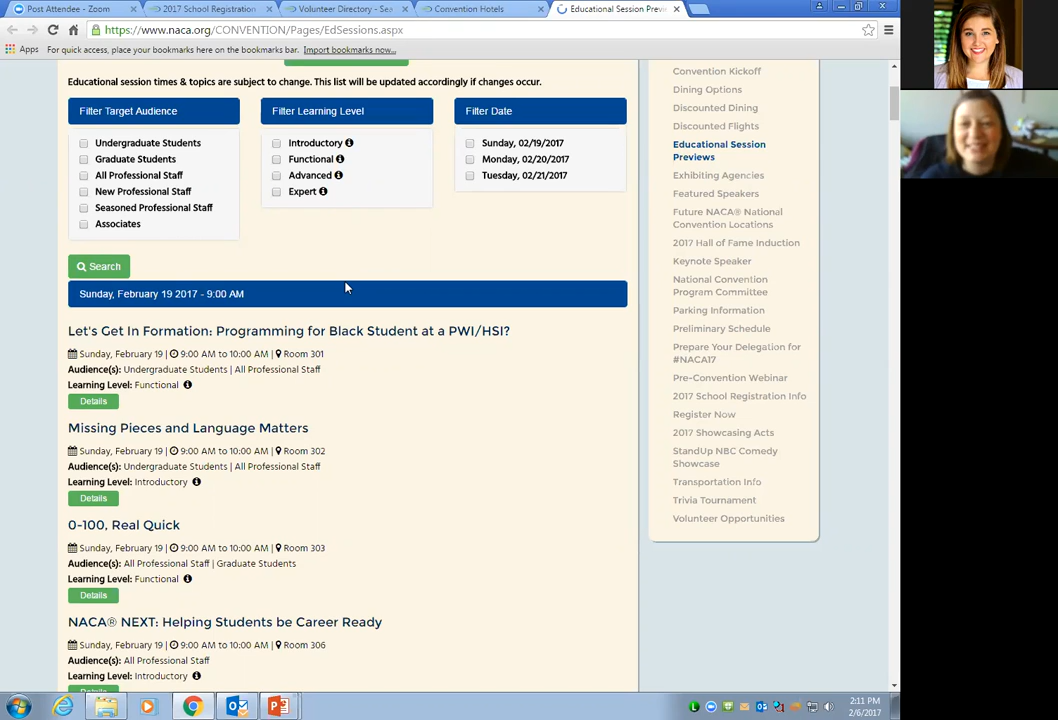 Post Attendee - Zoom
2017 School Registration
Volunteer Directory - Sea
Convention Hotels
Educational Session Previ
https://www.naca.org/CONVENTION/Pages/EdSessions.aspx
Apps For quick access, place your bookmarks here on the bookmarks bar. Import bookmarks now...
Educational session times & topics are subject to change. This list will be updated accordingly if changes occur.
Filter Target Audience
Undergraduate Students
Graduate Students
All Professional Staff
New Professional Staff
Seasoned Professional Staff
Associates
Filter Learning Level
Introductory
Functional
Advanced
Expert
Filter Date
Sunday, 02/19/2017
Monday, 02/20/2017
Tuesday, 02/21/2017
Search
Sunday, February 19 2017 - 9:00 AM
Let's Get In Formation: Programming for Black Student at a PWI/HSI?
Sunday, February 19 | 9:00 AM to 10:00 AM | Room 301
Audience(s): Undergraduate Students | All Professional Staff
Learning Level: Functional
Details
Missing Pieces and Language Matters
Sunday, February 19 | 9:00 AM to 10:00 AM | Room 302
Audience(s): Undergraduate Students | All Professional Staff
Learning Level: Introductory
Details
0-100, Real Quick
Sunday, February 19 | 9:00 AM to 10:00 AM | Room 303
Audience(s): All Professional Staff | Graduate Students
Learning Level: Functional
Details
NACA® NEXT: Helping Students be Career Ready
Sunday, February 19 | 9:00 AM to 10:00 AM | Room 306
Audience(s): All Professional Staff
Learning Level: Introductory
Details
Convention Kickoff
Dining Options
Discounted Dining
Discounted Flights
Educational Session
Previews
Exhibiting Agencies
Featured Speakers
Future NACA® National
Convention Locations
2017 Hall of Fame Induction
Keynote Speaker
National Convention
Program Committee
Parking Information
Preliminary Schedule
Prepare Your Delegation for
#NACA17
Pre-Convention Webinar
2017 School Registration Info
Register Now
2017 Showcasing Acts
StandUp NBC Comedy
Showcase
Transportation Info
Trivia Tournament
Volunteer Opportunities
2:11 PM
2/6/2017